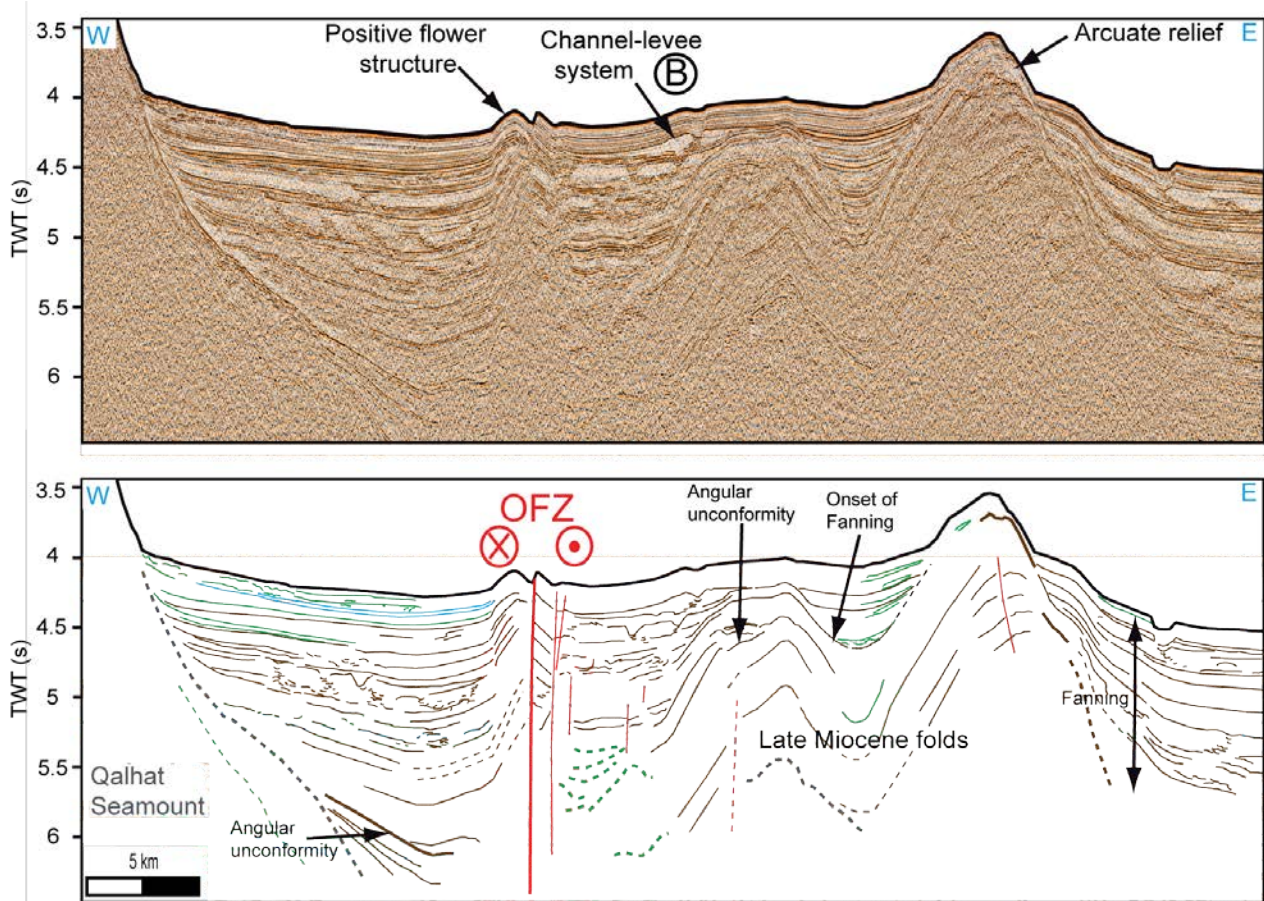 3.5
W
Positive flower
structure
Channel-levee
system
B
Arcuate relief
E
4
4.5
TWT (s)
5
5.5
6
3.5
W
OFZ
Angular
unconformity
Onset of
Fanning
E
4
4.5
TWT (s)
5
Fanning
Late Miocene folds
5.5
Qalhat
Seamount
Angular
unconformity
6
5 km